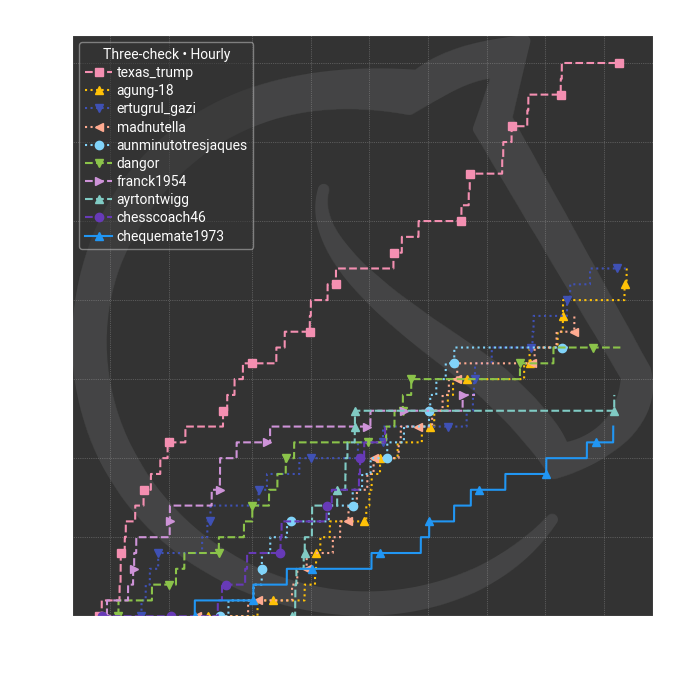 Three-check • Hourly
texas_trump
agung-18
ertugrul_gazi
madnutella
aunminutotresjaques
dangor
franck1954
ayrtontwigg
chesscoach46
chequemate1973